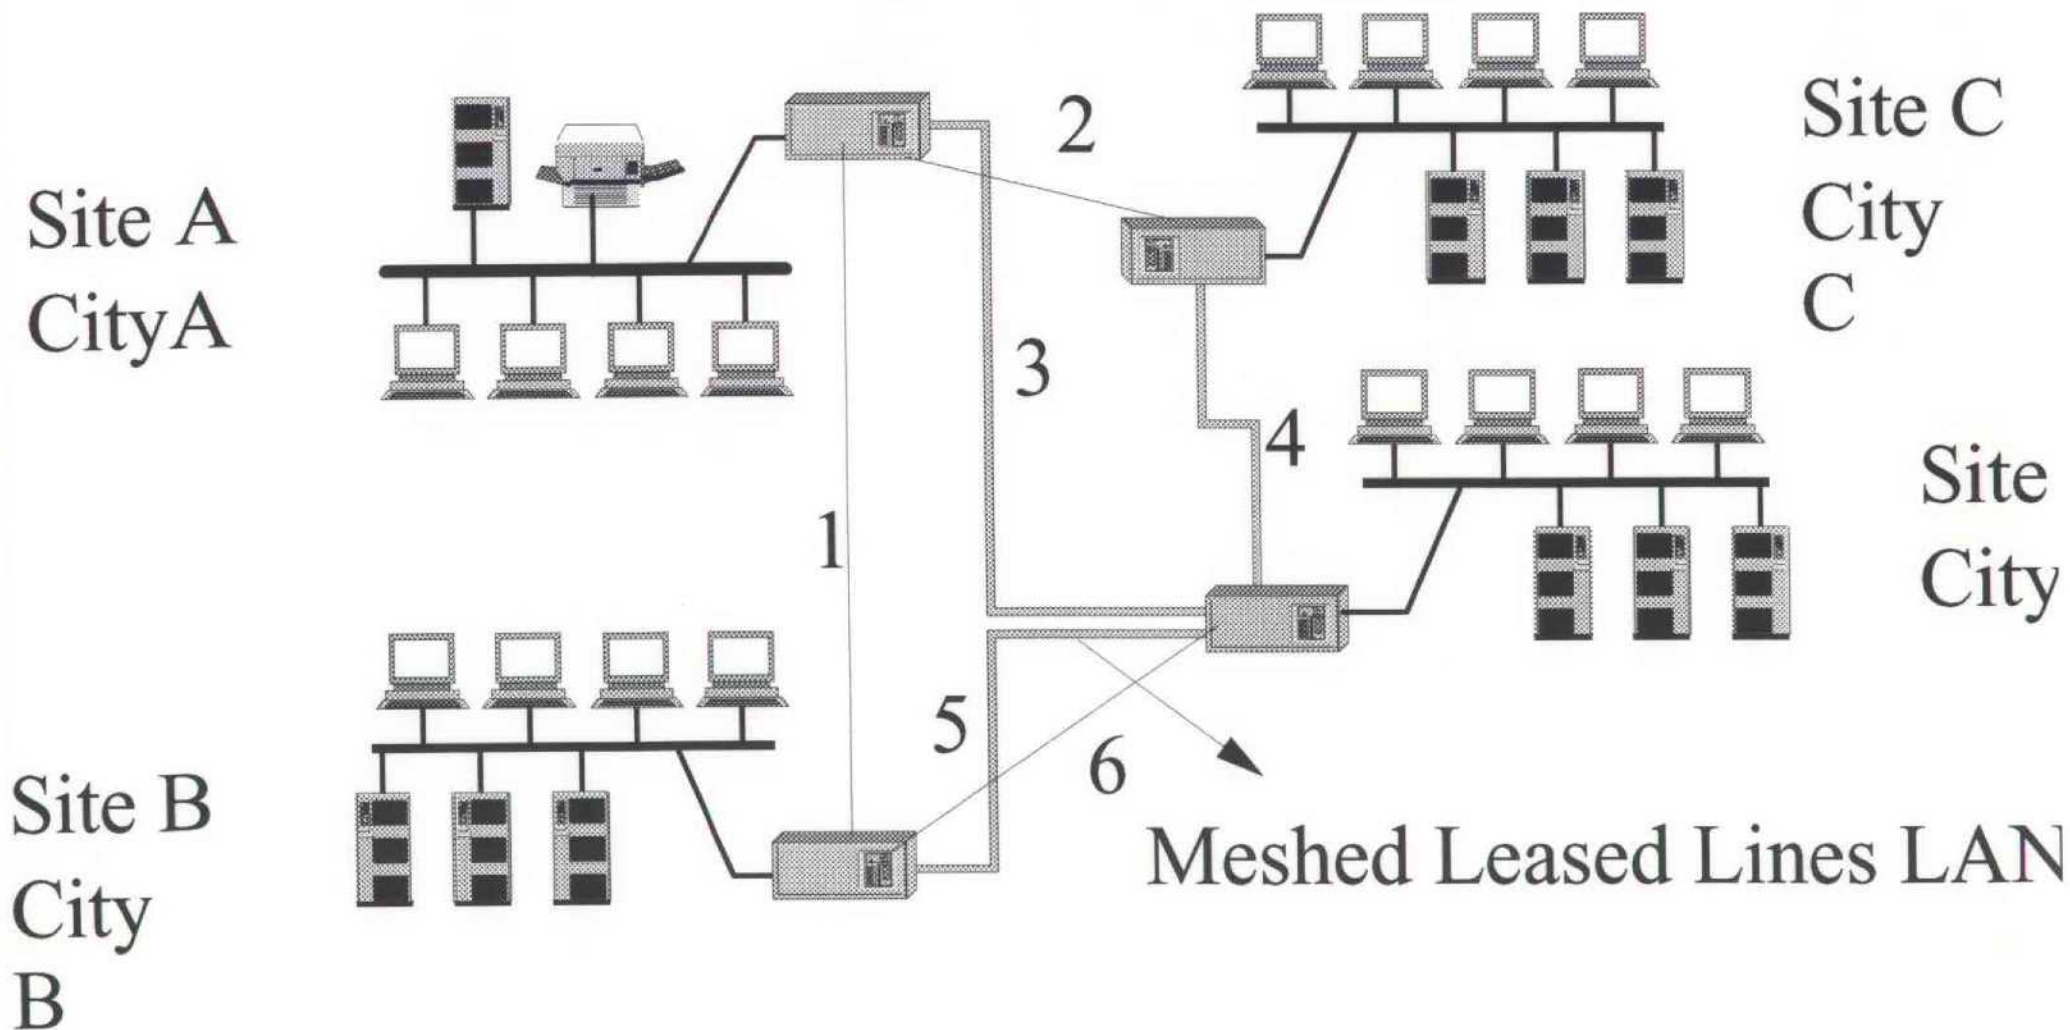 Site A
CityA
2
Site C
City
C
3
4
1
Site
City
5
6
Site B
City
B
Meshed Leased Lines LAN